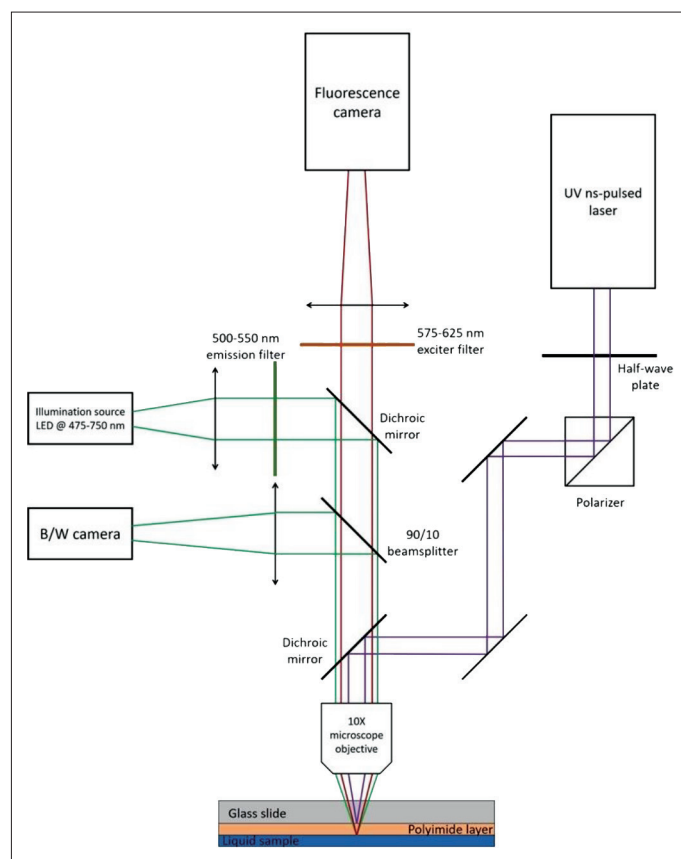 Fluorescence
camera
UV ns-pulsed
laser
500-550 nm
emission filter
575-625 nm
exciter filter
Half-wave
plate
Illumination source
LED @ 475-750 nm
Dichroic
mirror
Polarizer
B/W camera
90/10
beamsplitter
Dichroic
mirror
10X
microscope
objective
Glass slide
Polyimide layer
Liquid sample